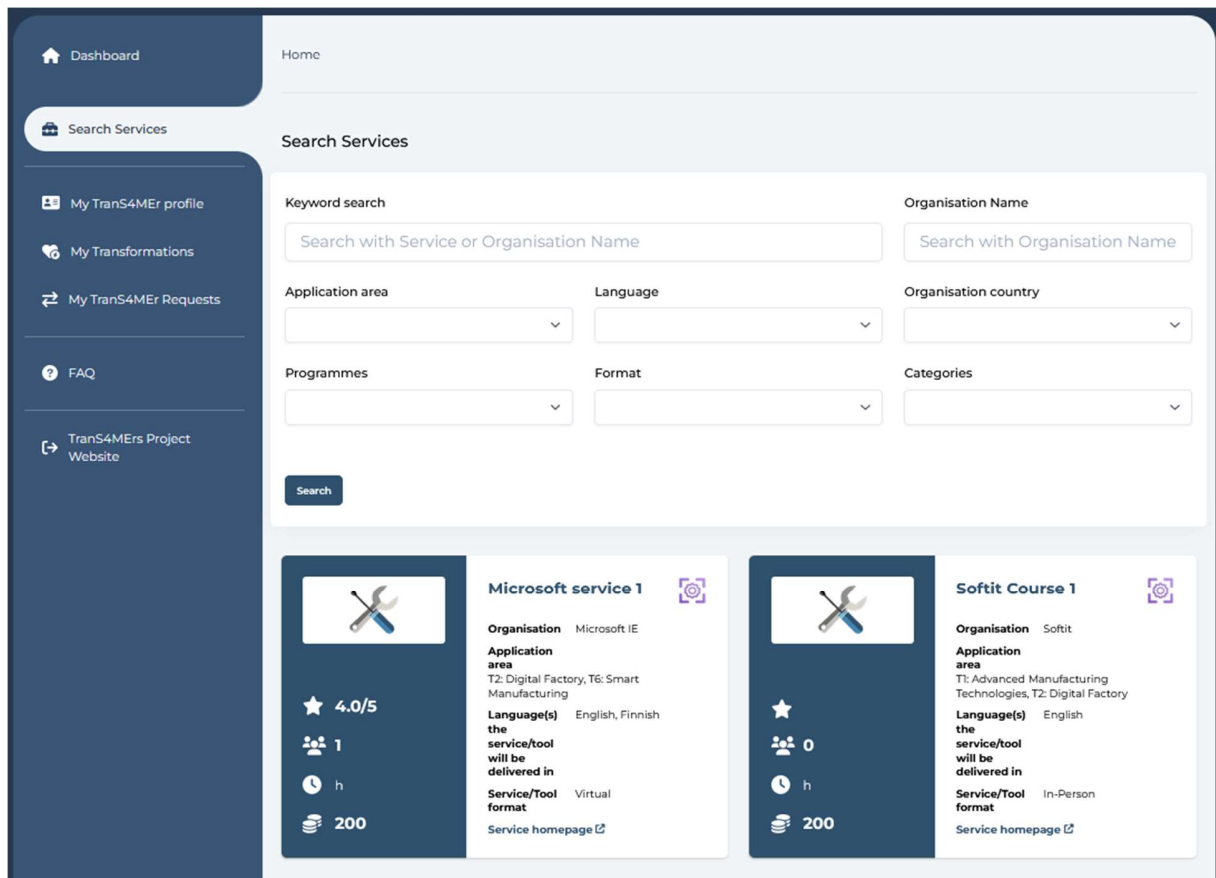 Dashboard
Home
Search Services
Search Services
My TranS4MEr profile
My Transformations
My TranS4MEr Requests
FAQ
TranS4MErs Project
Website
Keyword search
Organisation Name
Search with Service or Organisation Name
Search with Organisation Name
Application area
Language
Organisation country
Programmes
Format
Categories
Search
Microsoft service 1
Organisation Microsoft IE
Application
area
T2: Digital Factory, T6: Smart
Manufacturing
Language(s) English, Finnish
the
service/tool
will be
delivered in
Service/Tool Virtual
format
Service homepage
4.0/5
1
h
200
Softit Course 1
Organisation Softit
Application
area
T1: Advanced Manufacturing
Technologies, T2: Digital Factory
Language(s) English
the
service/tool
will be
delivered in
Service/Tool In-Person
format
Service homepage
0
h
200